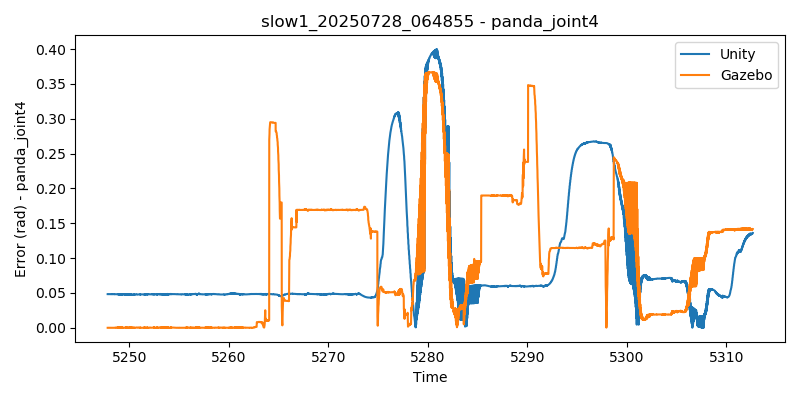 slow1_20250728_064855 - panda_joint4
Unity
Gazebo
Error (rad) - panda_joint4
0.40
0.35
0.30
0.25
0.20
0.15
0.10
0.05
0.00
5250 5260 5270 5280 5290 5300 5310
Time